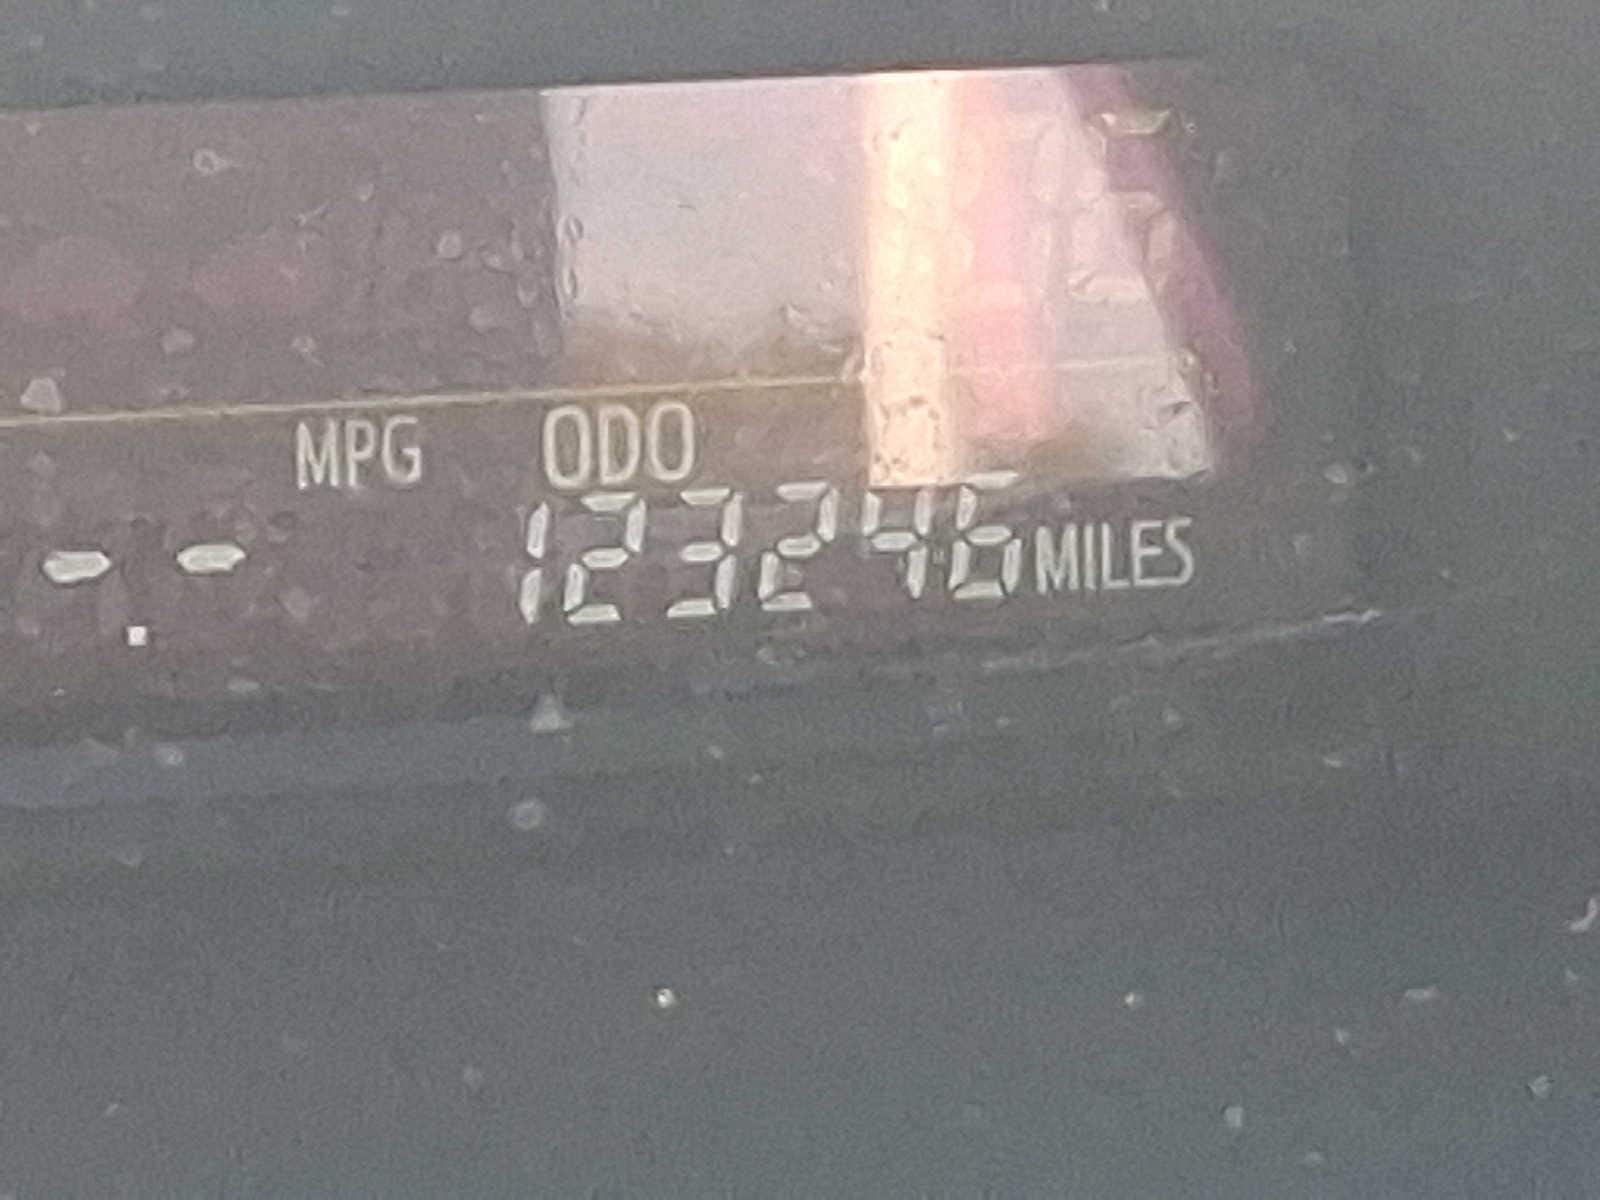 MPG ODO
--.- 123246 MILES